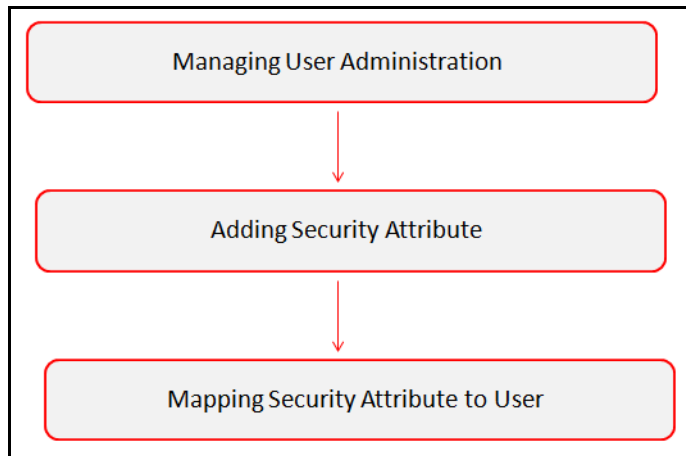 Managing User Administration
Adding Security Attribute
Mapping Security Attribute to User